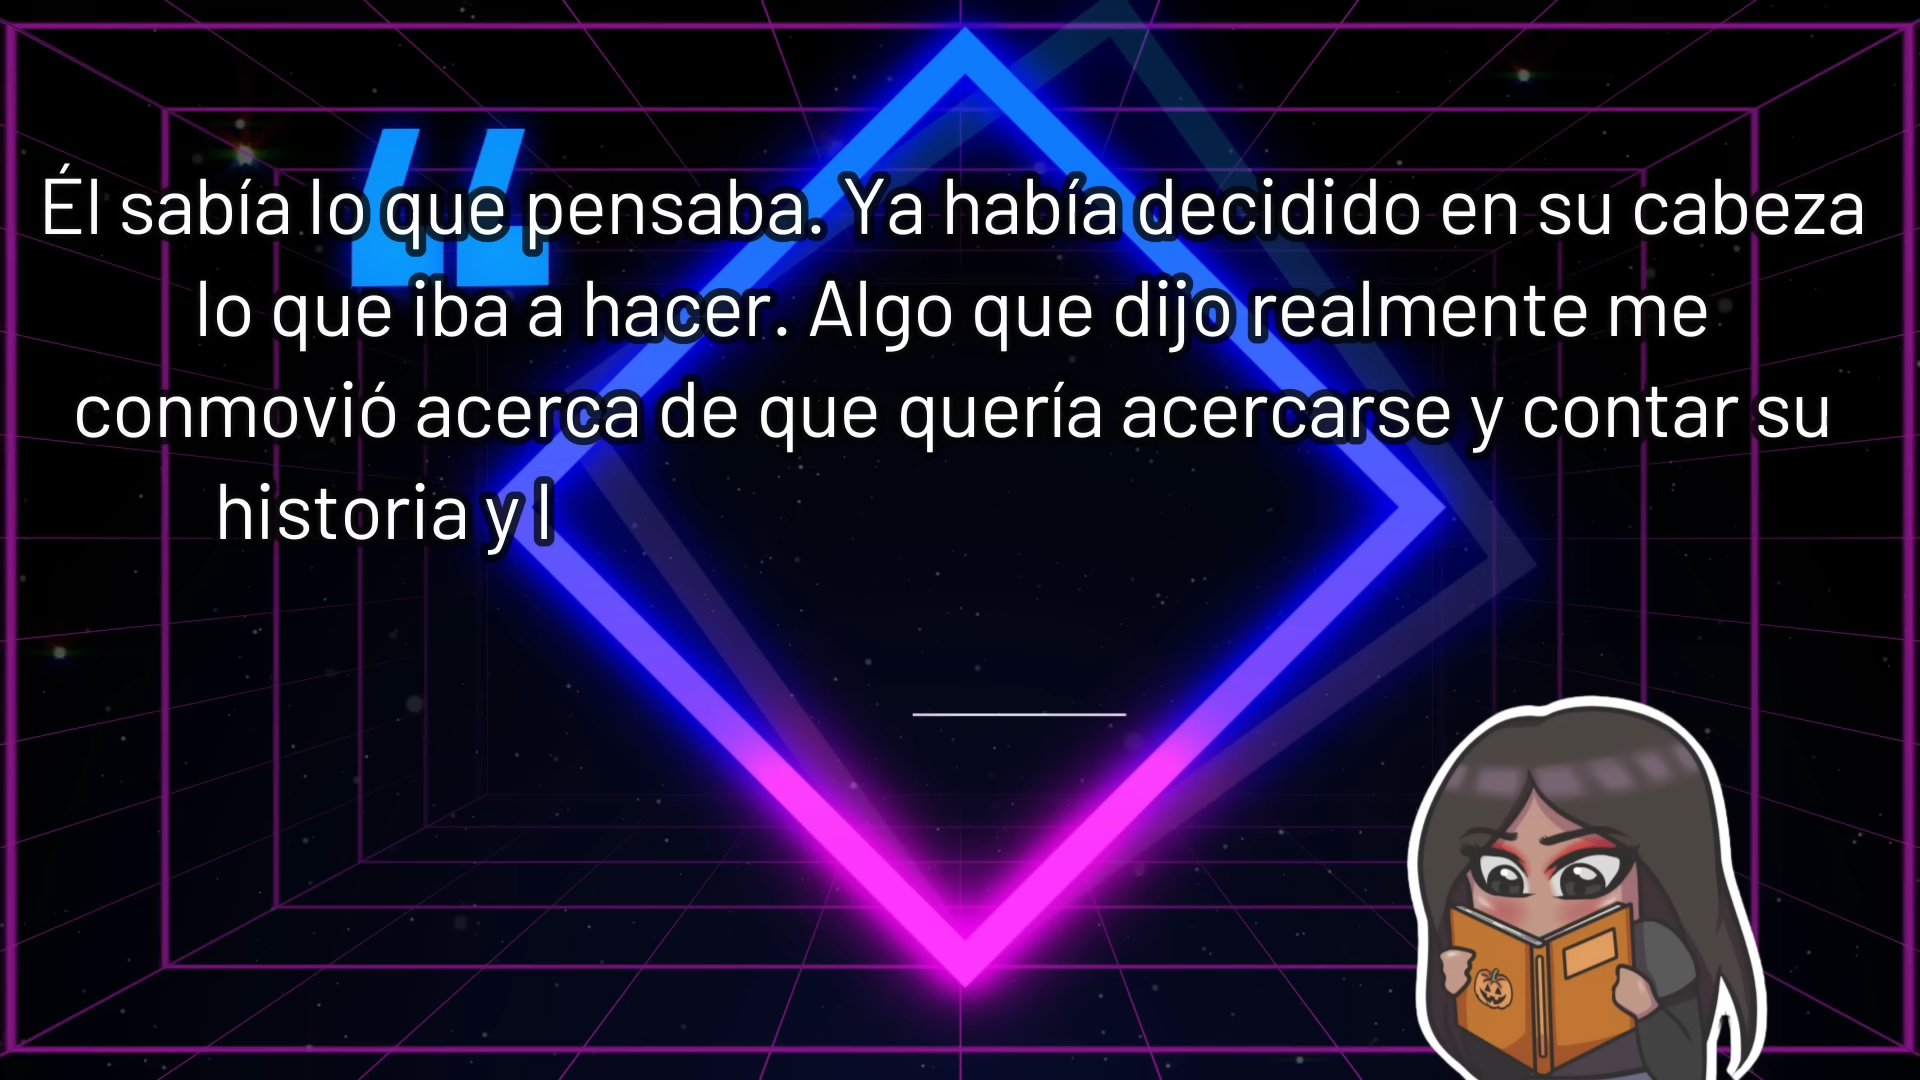 Él sabía lo que pensaba. Ya había decidido en su cabeza
lo que iba a hacer. Algo que dijo realmente me
conmovió acerca de que quería acercarse y contar su
historia y l